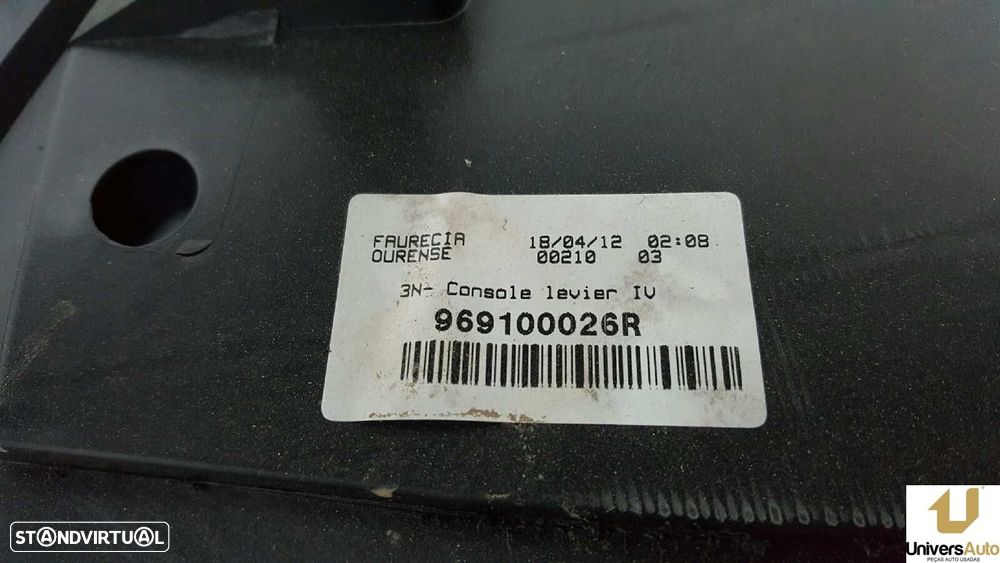 FAURECIA 18/04/12 02:08
OURENSE 00210 03
3N- Console levier IV
969100026R
STANDVIRTUAL
UniversAuto
PEÇAS AUTO USADAS